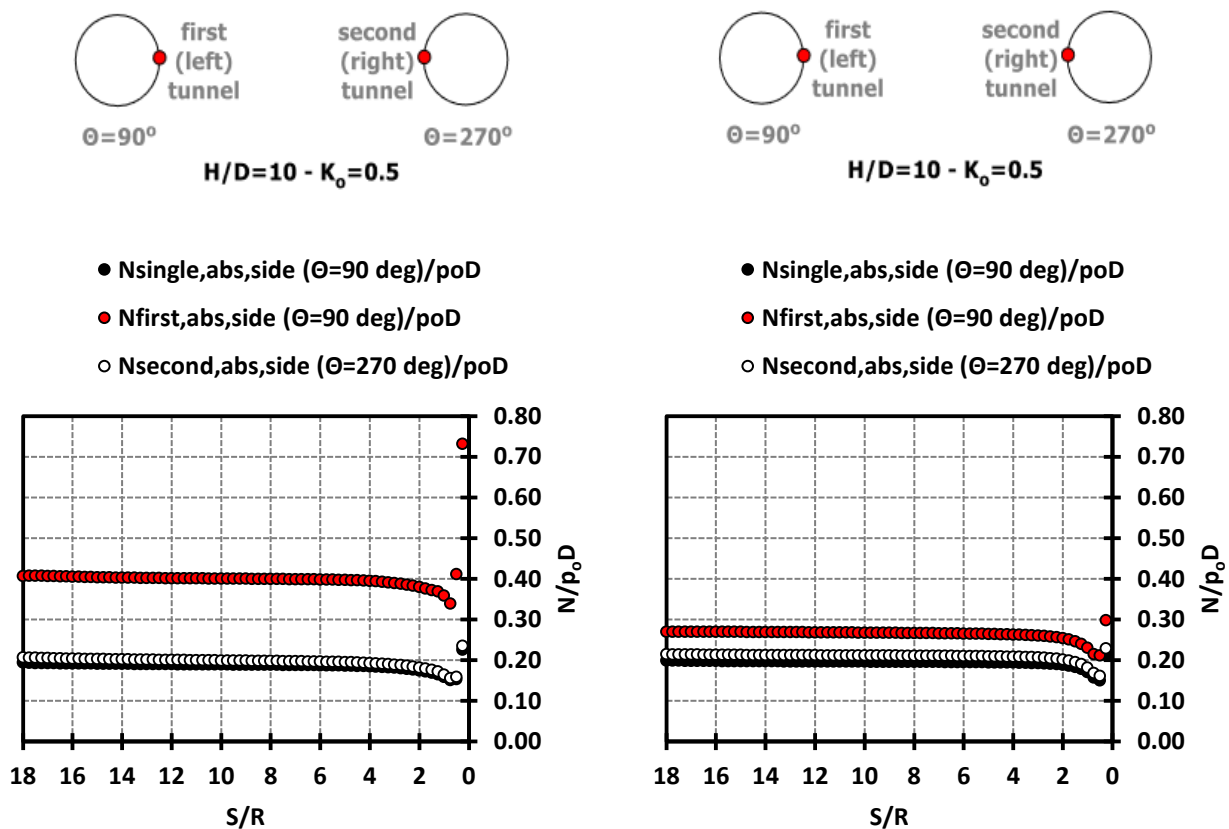 first
(left)
tunnel
second
(right)
tunnel
Θ=90⁰
Θ=270⁰
H/D=10 - Kₒ=0.5
Nsingle,abs,side (Θ=90 deg)/poD
Nfirst,abs,side (Θ=90 deg)/poD
Nsecond,abs,side (Θ=270 deg)/poD
0.80
0.70
0.60
0.50
0.40
0.30
0.20
0.10
0.00
N/pₒD
18 16 14 12 10 8 6 4 2 0
S/R
first
(left)
tunnel
second
(right)
tunnel
Θ=90⁰
Θ=270⁰
H/D=10 - Kₒ=0.5
Nsingle,abs,side (Θ=90 deg)/poD
Nfirst,abs,side (Θ=90 deg)/poD
Nsecond,abs,side (Θ=270 deg)/poD
0.80
0.70
0.60
0.50
0.40
0.30
0.20
0.10
0.00
N/pₒD
18 16 14 12 10 8 6 4 2 0
S/R